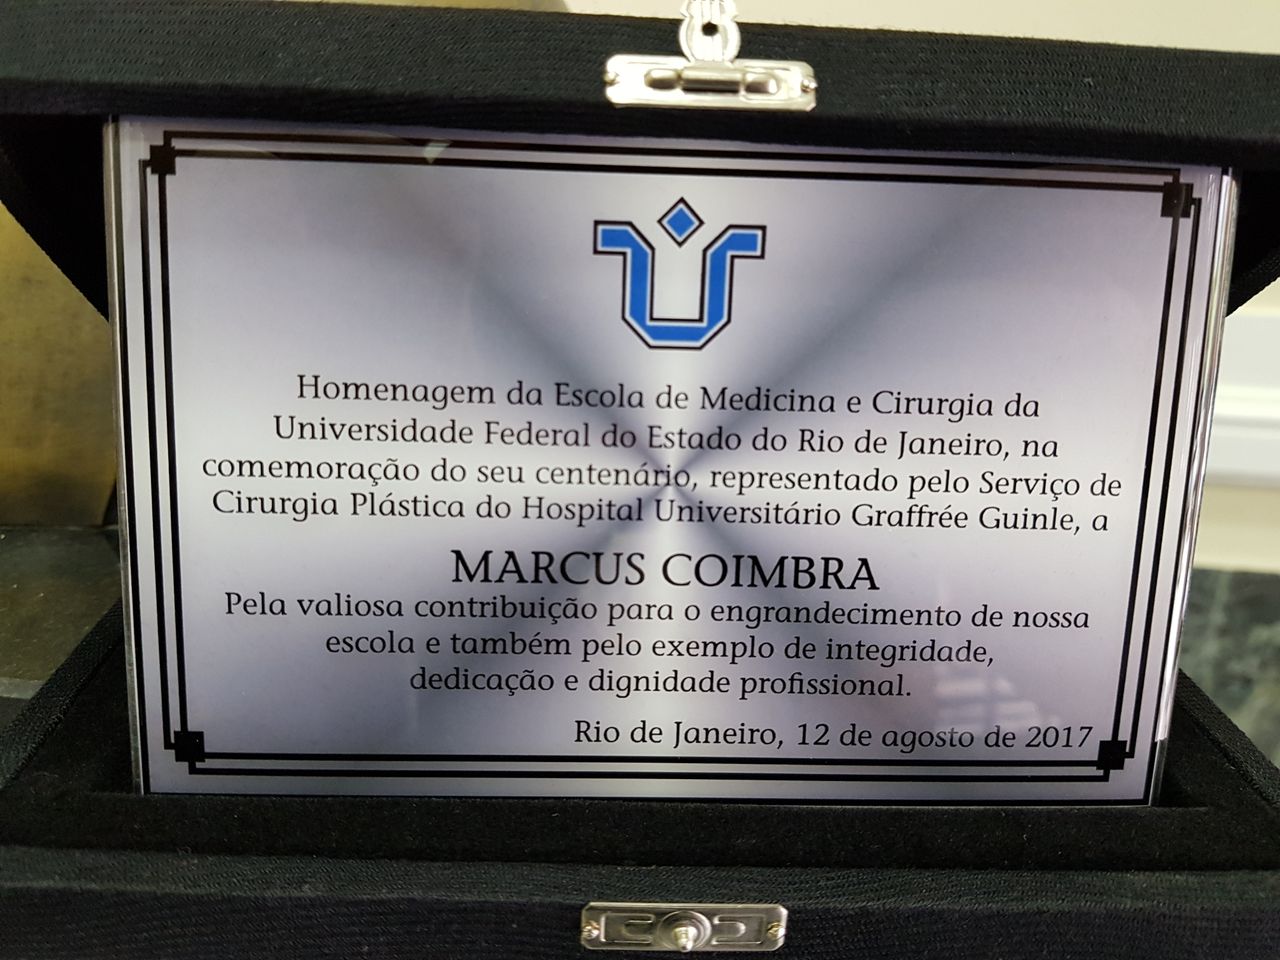 Homenagem da Escola de Medicina e Cirurgia da
Universidade Federal do Estado do Rio de Janeiro, na
comemoração do seu centenário, representado pelo Serviço de
Cirurgia Plástica do Hospital Universitário Graffrée Guinle, a
MARCUS COIMBRA
Pela valiosa contribuição para o engrandecimento de nossa
escola e também pelo exemplo de integridade,
dedicação e dignidade profissional.
Rio de Janeiro, 12 de agosto de 2017